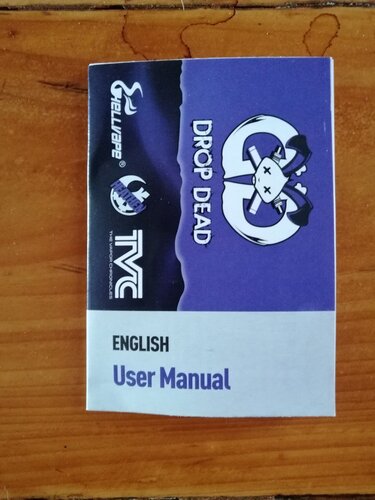 DROP DEAD
HELLVAPE®
TVC
THE VAPOR CHRONICLES
ENGLISH
User Manual